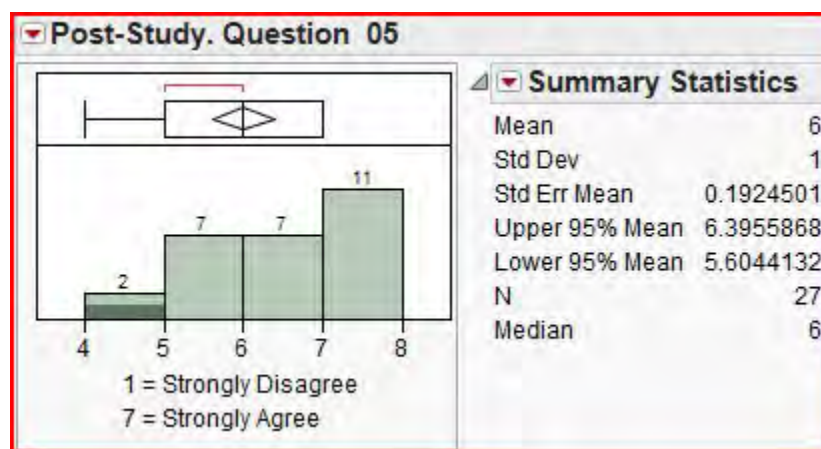 Post-Study. Question 05
11
7 7
2
4 5 6 7 8
1 = Strongly Disagree
7 = Strongly Agree
Summary Statistics
Mean 6
Std Dev 1
Std Err Mean 0.1924501
Upper 95% Mean 6.3955868
Lower 95% Mean 5.6044132
N 27
Median 6